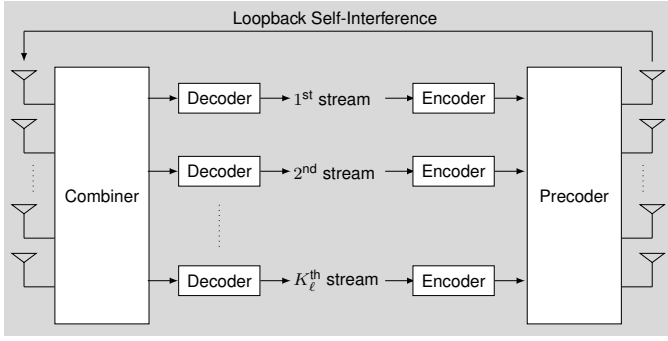 Loopback Self-Interference
Decoder 1st stream Encoder
Decoder 2nd stream Encoder
Combiner
Precoder
Decoder Kℓth stream Encoder